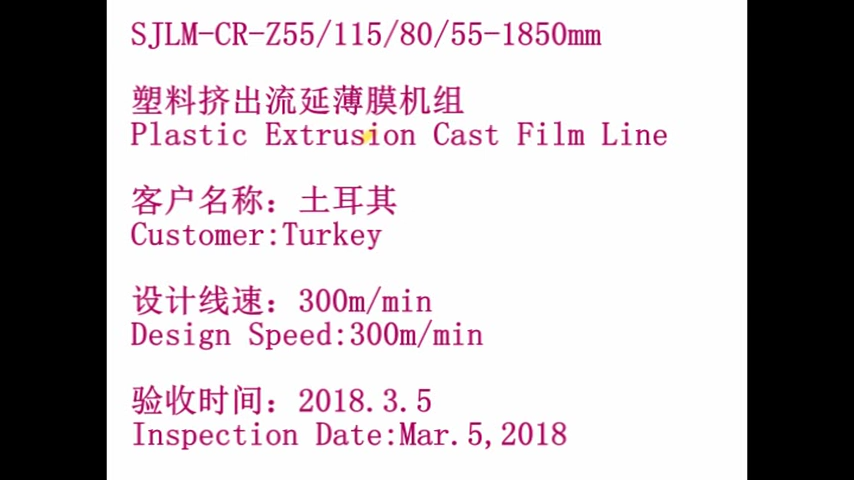 SJLM-CR-Z55/115/80/55-1850mm
塑料挤出流延薄膜机组
Plastic Extrusion Cast Film Line
客户名称：土耳其
Customer:Turkey
设计线速：300m/min
Design Speed:300m/min
验收时间：2018.3.5
Inspection Date:Mar.5,2018